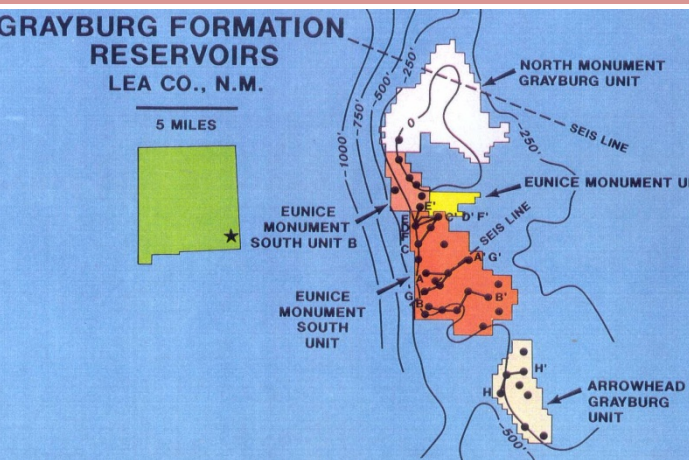 GRAYBURG FORMATION
RESERVOIRS
LEA CO., N.M.
5 MILES
-1000'
-750'
-500'
-250'
0
NORTH MONUMENT
GRAYBURG UNIT
-250'
SEIS LINE
EUNICE MONUMENT U
EUNICE
MONUMENT
SOUTH UNIT B
E'
C' D' F'
E
F
C
SEIS LINE
A' G'
A
G
B
B'
EUNICE
MONUMENT
SOUTH
UNIT
H'
H
ARROWHEAD
GRAYBURG
UNIT
-500'